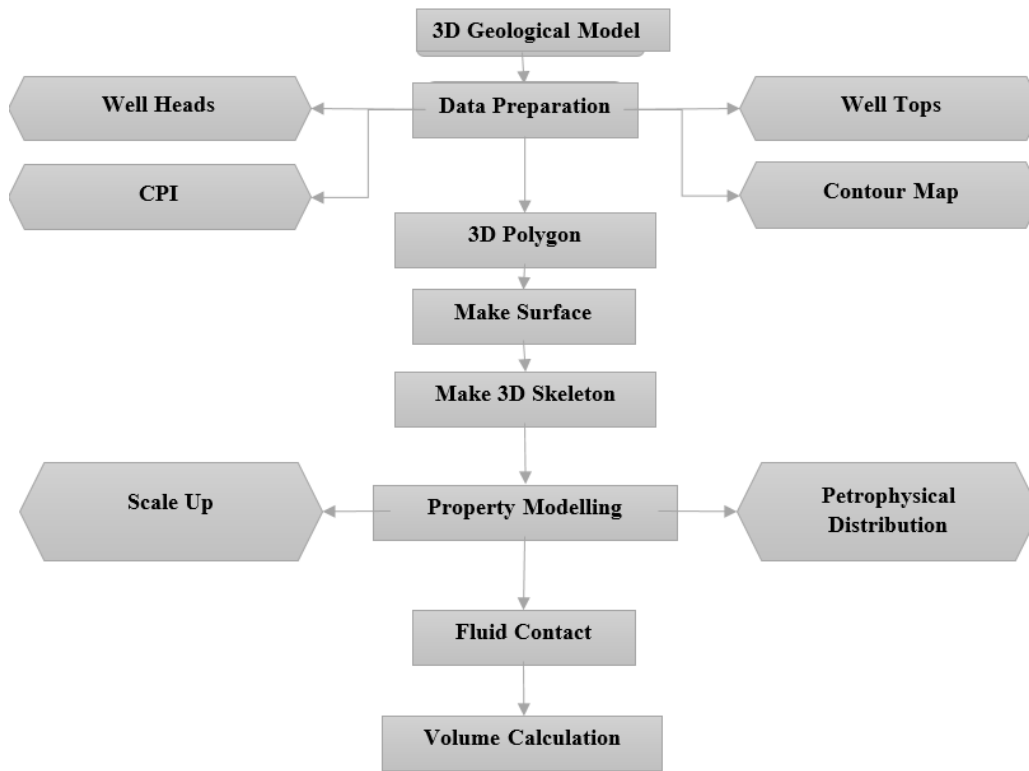 3D Geological Model
Well Heads
Data Preparation
Well Tops
CPI
Contour Map
3D Polygon
Make Surface
Make 3D Skeleton
Scale Up
Property Modelling
Petrophysical
Distribution
Fluid Contact
Volume Calculation